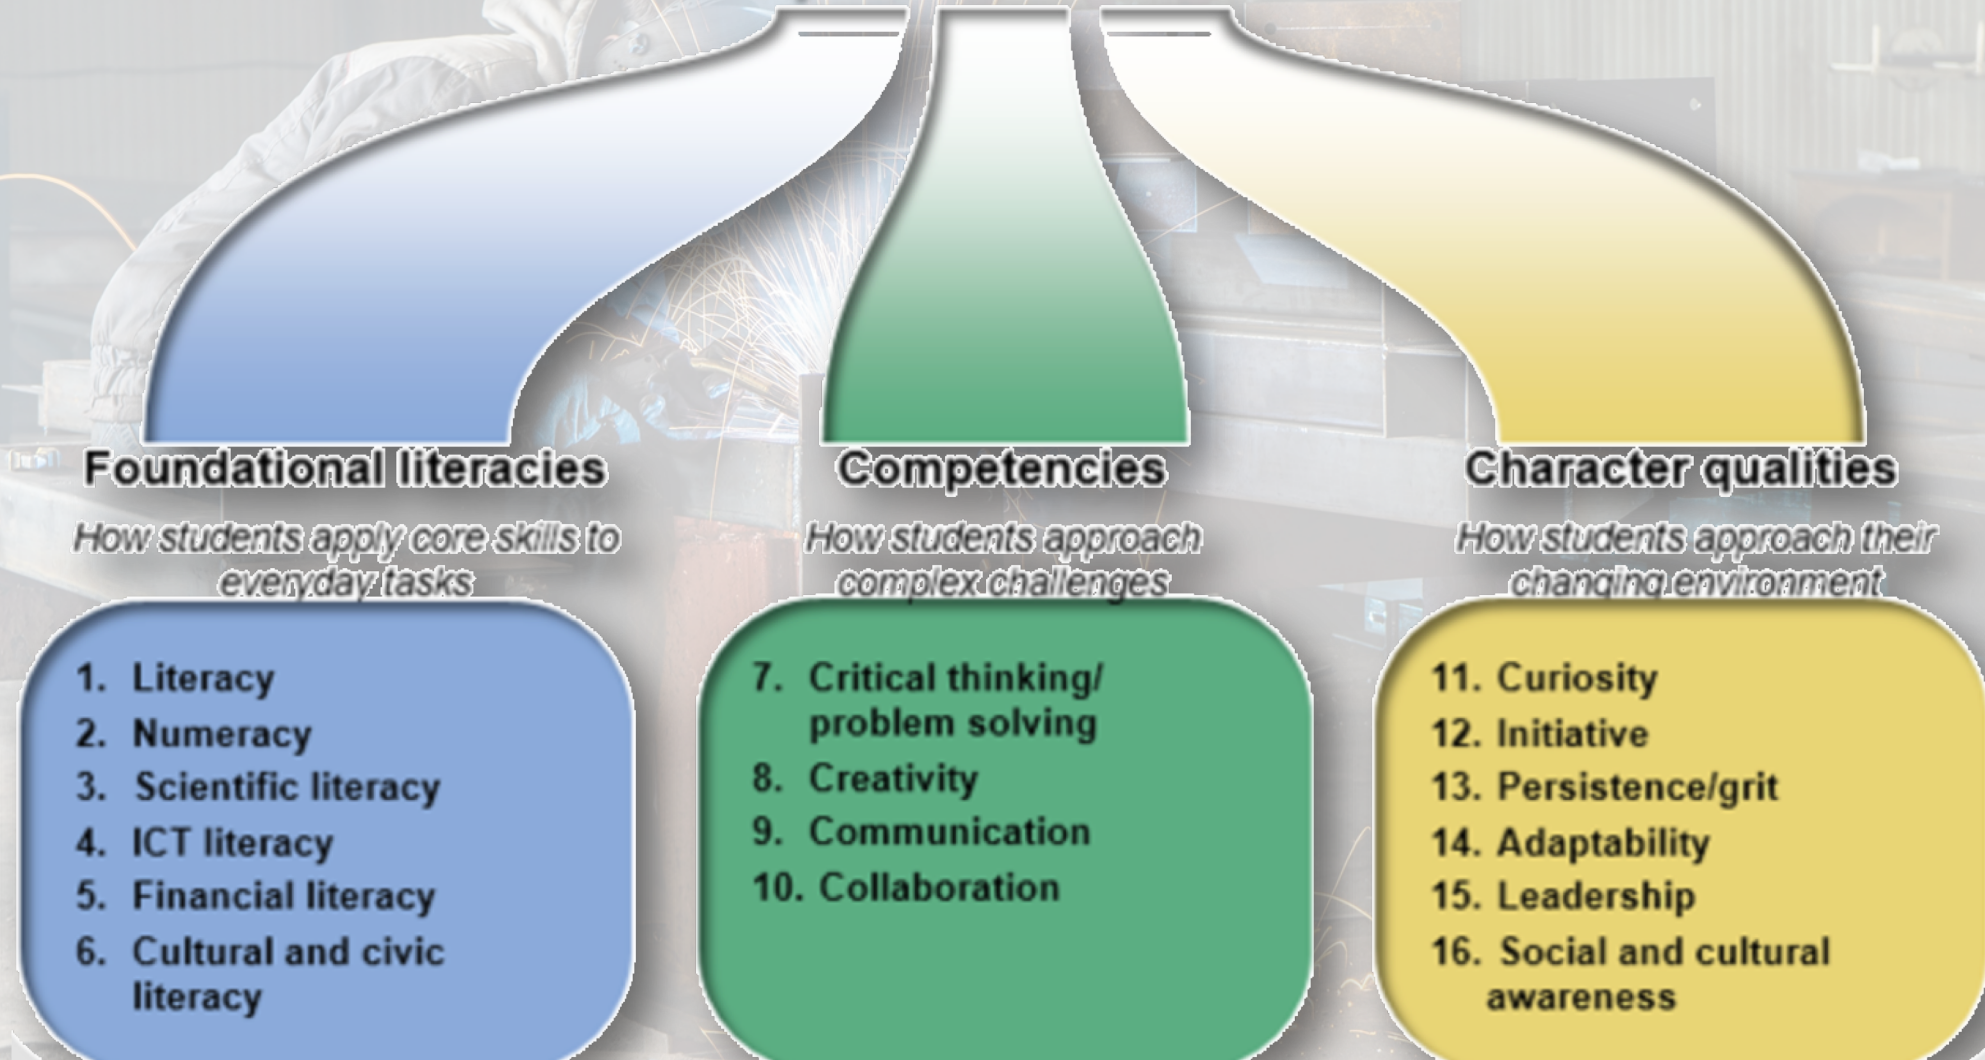 Foundational literacies
How students apply core skills to
everyday tasks
1. Literacy
2. Numeracy
3. Scientific literacy
4. ICT literacy
5. Financial literacy
6. Cultural and civic
literacy
Competencies
How students approach
complex challenges
7. Critical thinking/
problem solving
8. Creativity
9. Communication
10. Collaboration
Character qualities
How students approach their
changing environment
11. Curiosity
12. Initiative
13. Persistence/grit
14. Adaptability
15. Leadership
16. Social and cultural
awareness